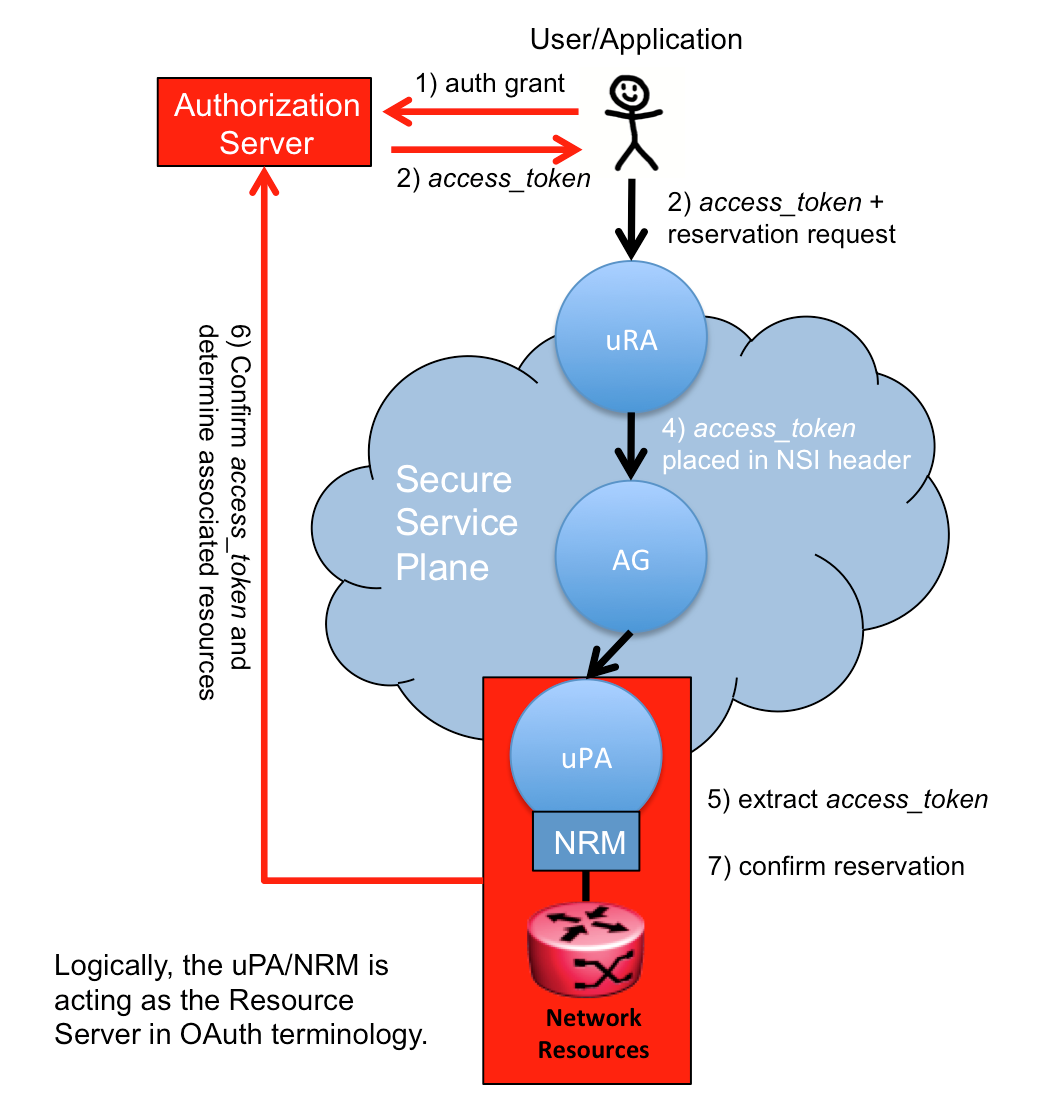 User/Application
Authorization
Server
1) auth grant
2) access_token
2) access_token +
reservation request
uRA
4) access_token
placed in NSI header
Secure
Service
Plane
AG
6) Confirm access_token and
determine associated resources
uPA
NRM
5) extract access_token
7) confirm reservation
Network
Resources
Logically, the uPA/NRM is
acting as the Resource
Server in OAuth terminology.